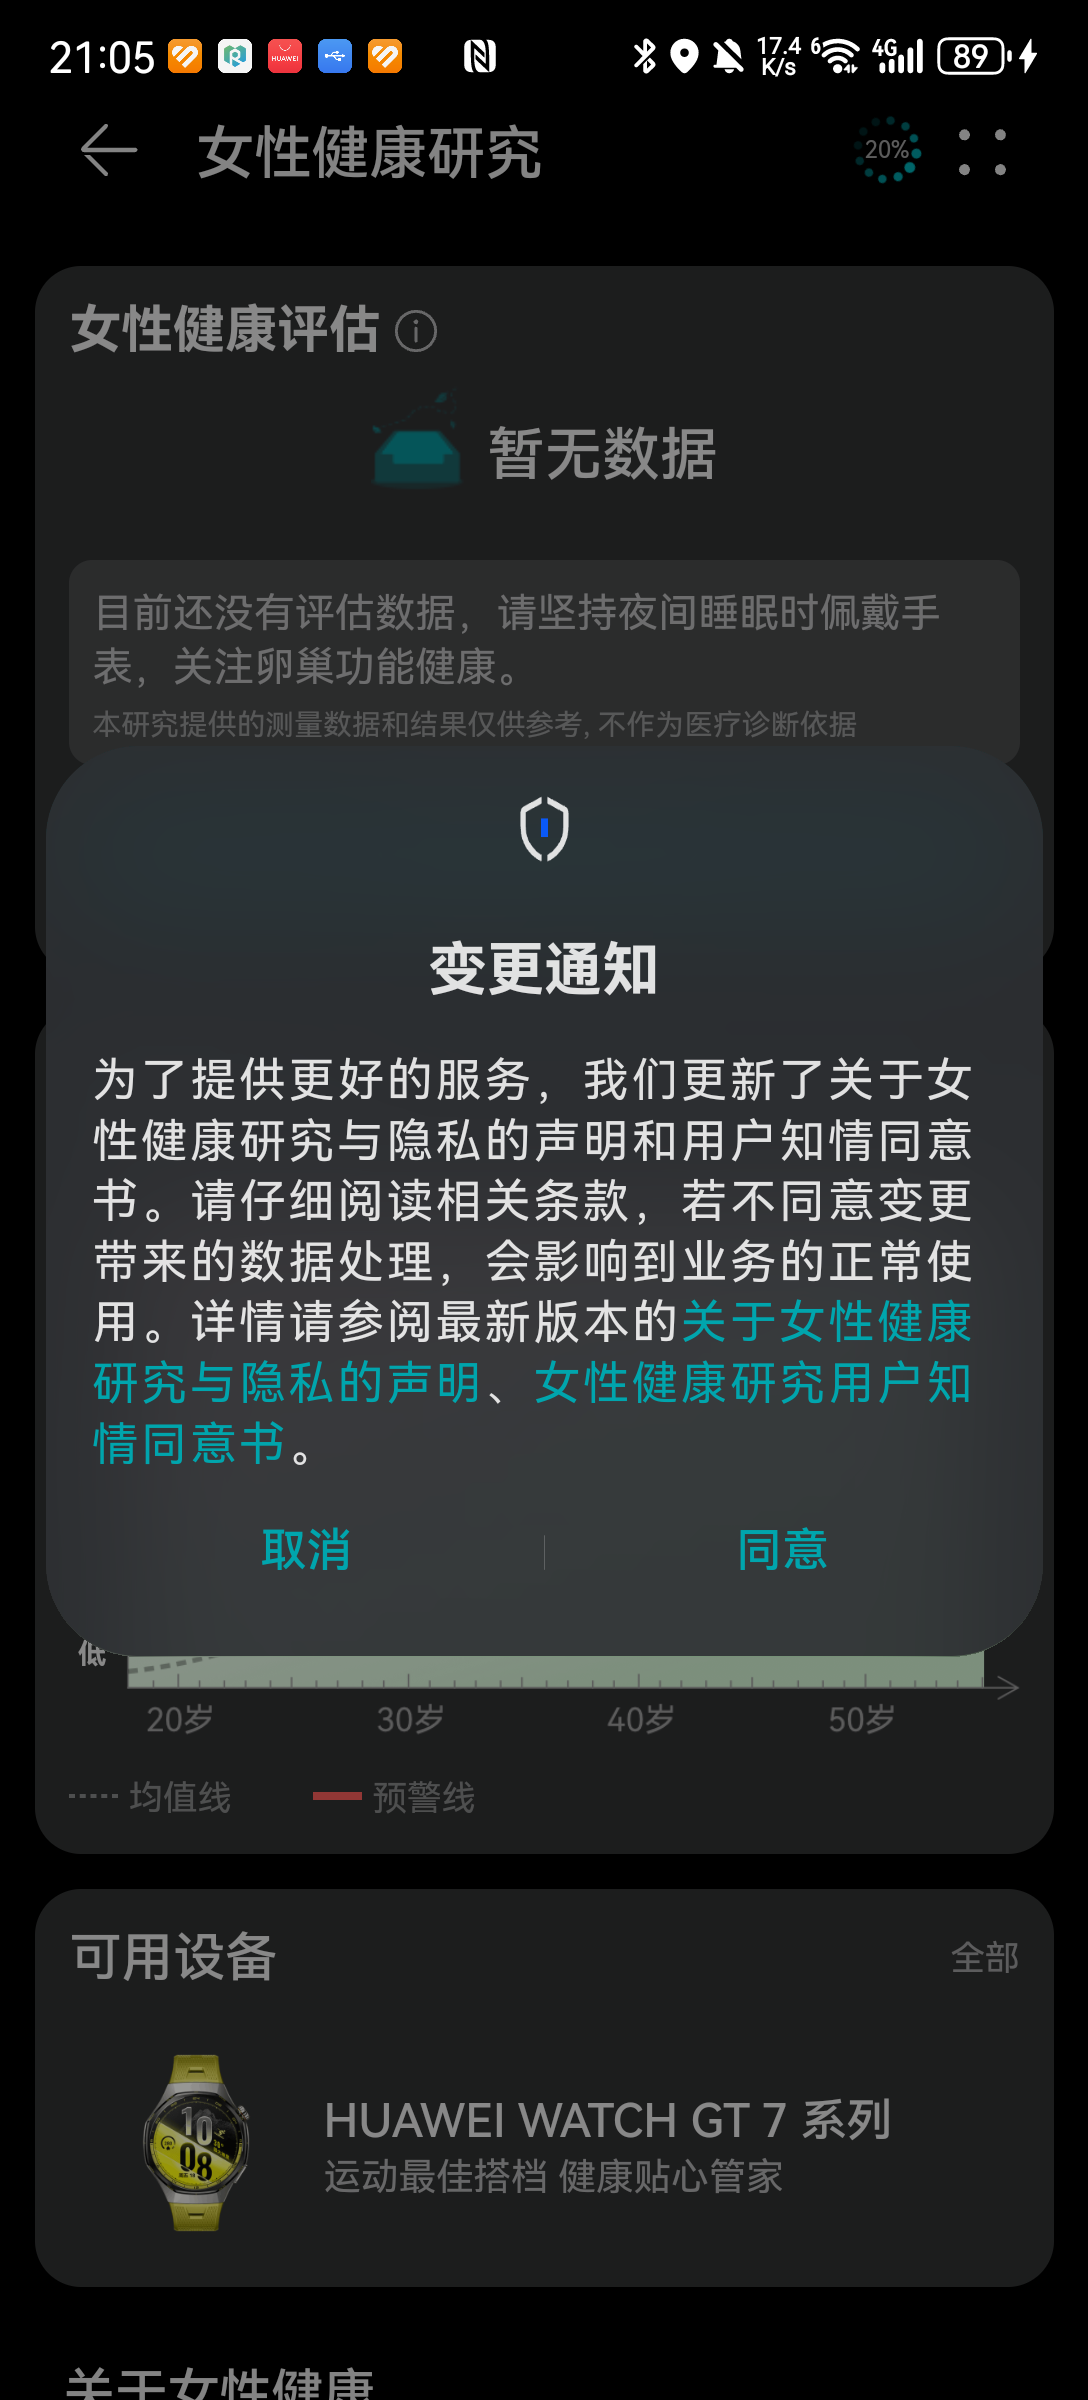 21:05
HUAWEI
17.4
K/s
6
4G
89
女性健康研究
20%
女性健康评估
暂无数据
目前还没有评估数据，请坚持夜间睡眠时佩戴手
表，关注卵巢功能健康。
本研究提供的测量数据和结果仅供参考, 不作为医疗诊断依据
变更通知
为了提供更好的服务，我们更新了关于女
性健康研究与隐私的声明和用户知情同意
书。请仔细阅读相关条款，若不同意变更
带来的数据处理，会影响到业务的正常使
用。详情请参阅最新版本的关于女性健康
研究与隐私的声明、女性健康研究用户知
情同意书。
取消
同意
低
20岁
30岁
40岁
50岁
均值线
预警线
可用设备
全部
10
08
HUAWEI WATCH GT 7 系列
运动最佳搭档 健康贴心管家
关于女性健康